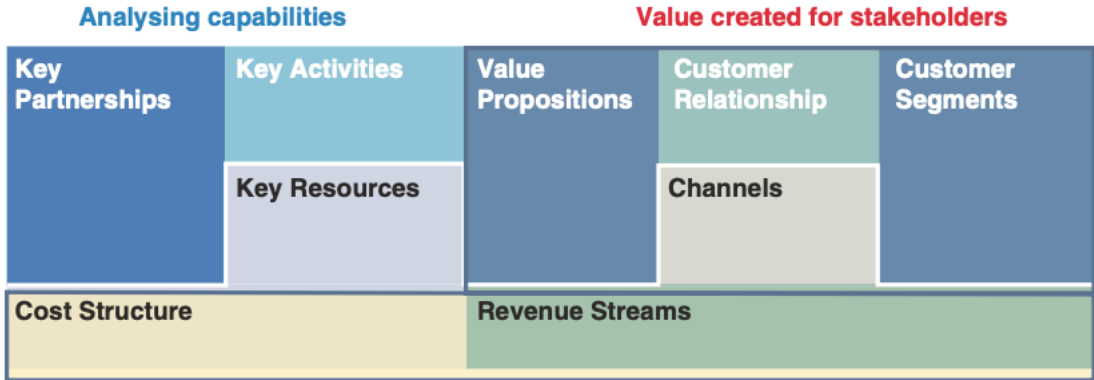 Analysing capabilities
Value created for stakeholders
Key
Partnerships
Key Activities
Key Resources
Value
Propositions
Customer
Relationship
Channels
Customer
Segments
Cost Structure
Revenue Streams